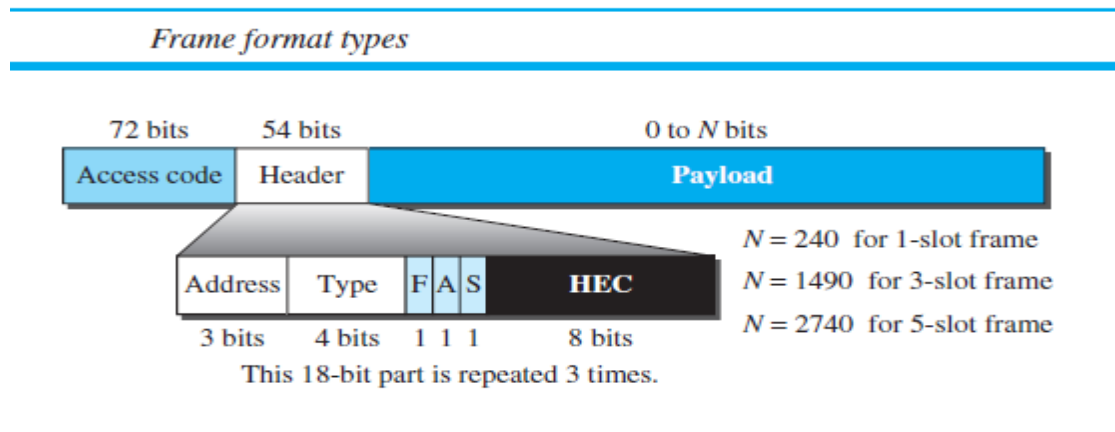 Frame format types
72 bits 54 bits 0 to N bits
Access code Header Payload
N = 240 for 1-slot frame
Address Type F A S HEC
N = 1490 for 3-slot frame
N = 2740 for 5-slot frame
3 bits 4 bits 1 1 1 8 bits
This 18-bit part is repeated 3 times.